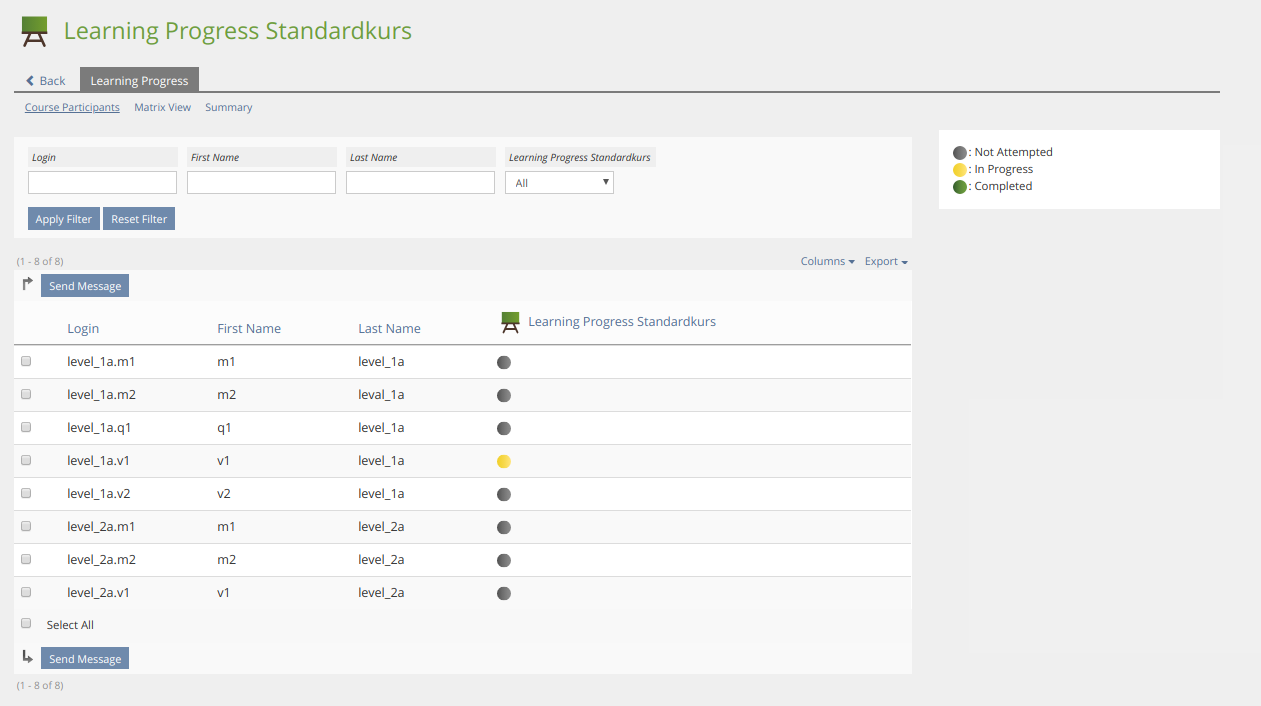 Learning Progress Standardkurs
Back Learning Progress
Course Participants Matrix View Summary
Login First Name Last Name Learning Progress Standardkurs
All
Apply Filter Reset Filter
: Not Attempted
: In Progress
: Completed
(1 - 8 of 8) Columns Export
Send Message
Login First Name Last Name Learning Progress Standardkurs
level_1a.m1 m1 level_1a
level_1a.m2 m2 leval_1a
level_1a.q1 q1 level_1a
level_1a.v1 v1 level_1a
level_1a.v2 v2 level_1a
level_2a.m1 m1 level_2a
level_2a.m2 m2 level_2a
level_2a.v1 v1 level_2a
Select All
Send Message
(1 - 8 of 8)